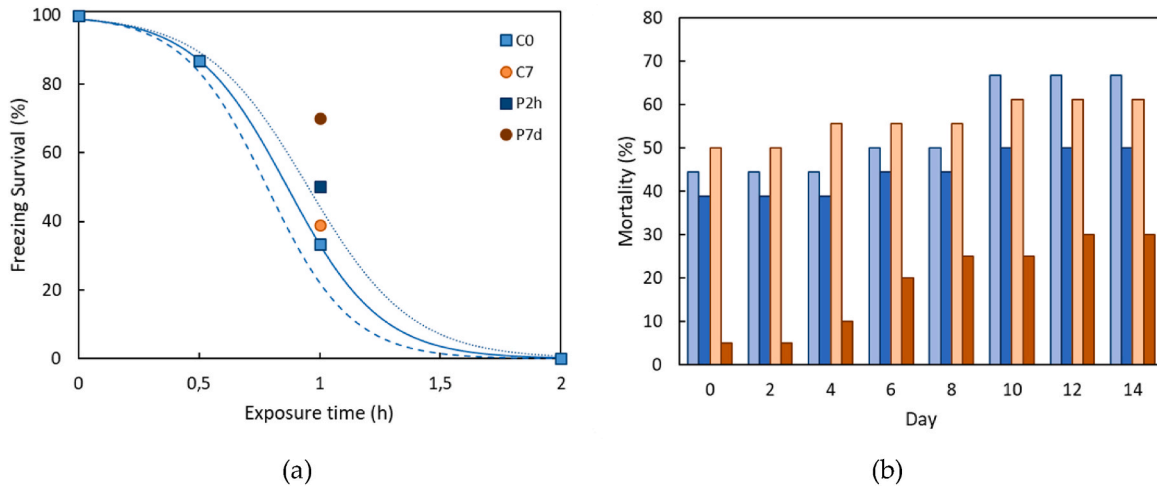 100
80
60
40
20
0
Freezing Survival (%)
0 0,5 1 1,5 2
Exposure time (h)
C0
C7
P2h
P7d
(a)
80
70
60
50
40
30
20
10
0
Mortality (%)
0 2 4 6 8 10 12 14
Day
(b)